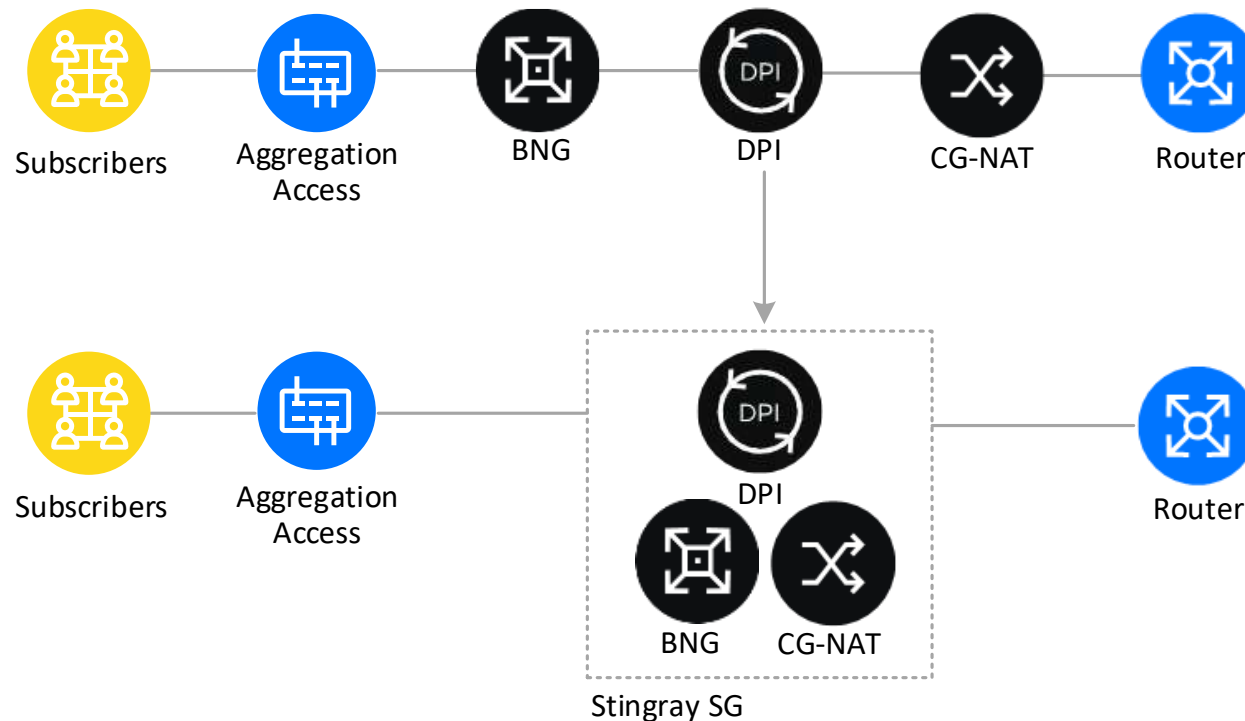 DPI
Subscribers
Aggregation
Access
BNG
DPI
CG-NAT
Router
DPI
Subscribers
Aggregation
Access
DPI
Router
BNG
CG-NAT
Stingray SG